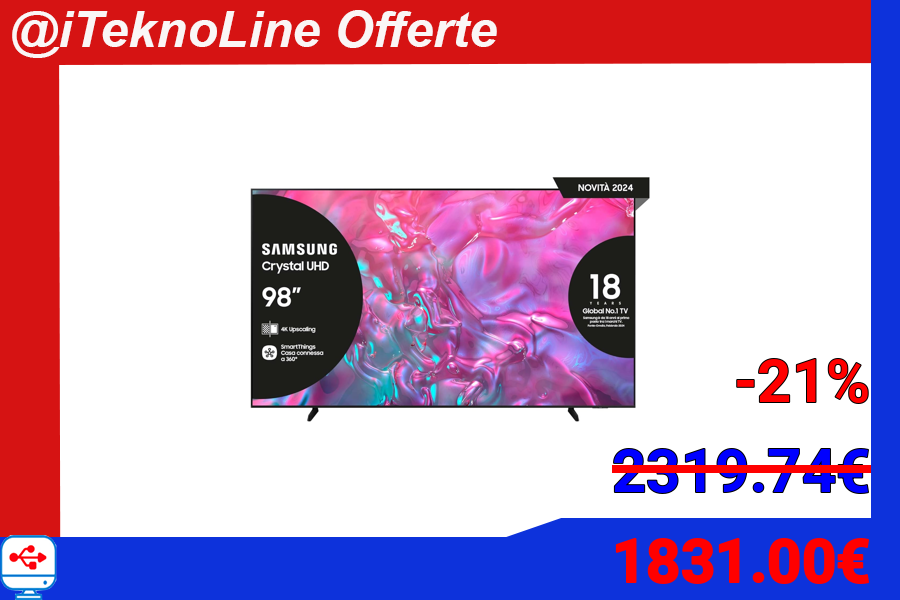 @iTeknoLine Offerte
NOVITÀ 2024
SAMSUNG
Crystal UHD
98”
4K Upscaling
SmartThings
Casa connessa
a 360°
18
YEARS
Global No.1 TV
-21%
2319.74€
1831.00€